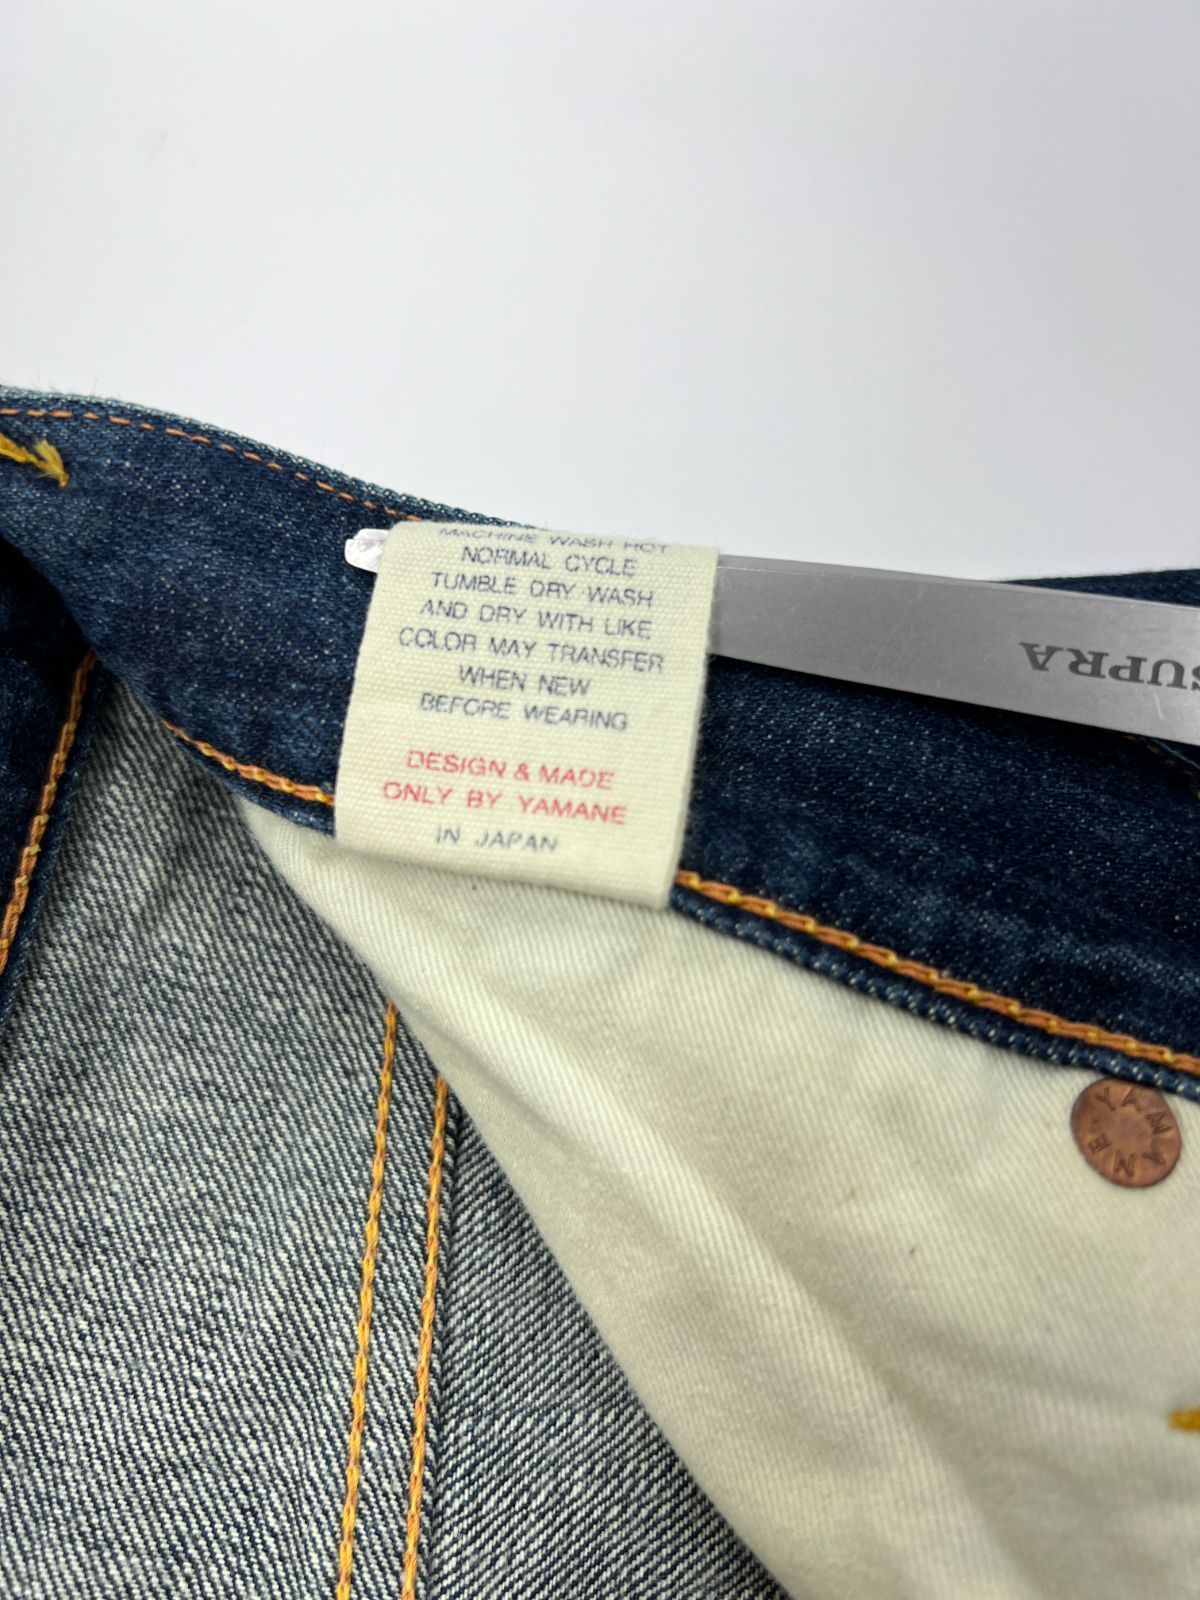 MACHINE WASH HOT
NORMAL CYCLE
TUMBLE DRY WASH
AND DRY WITH LIKE
COLOR MAY TRANSFER
WHEN NEW
BEFORE WEARING
DESIGN & MADE
ONLY BY YAMANE
IN JAPAN
SUPRA
YAMANE